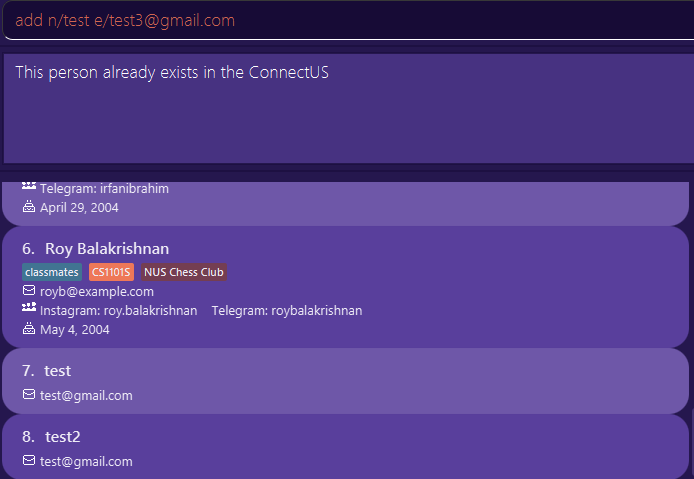 add n/test e/test3@gmail.com
This person already exists in the ConnectUS
Telegram: irfanibrahim
April 29, 2004
6. Roy Balakrishnan
classmates CS1101S NUS Chess Club
royb@example.com
Instagram: roy.balakrishnan Telegram: roybalakrishnan
May 4, 2004
7. test
test@gmail.com
8. test2
test@gmail.com